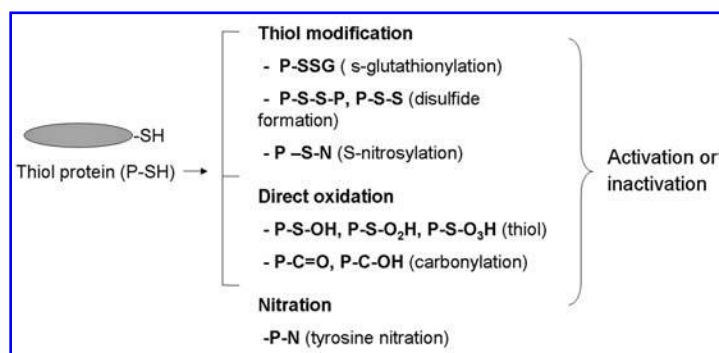 -SH
Thiol protein (P-SH)
Thiol modification
- P-SSG ( s-glutathionylation)
- P-S-S-P, P-S-S (disulfide
formation)
- P –S-N (S-nitrosylation)
Direct oxidation
- P-S-OH, P-S-O₂H, P-S-O₃H (thiol)
- P-C=O, P-C-OH (carbonylation)
Nitration
-P-N (tyrosine nitration)
Activation or
inactivation